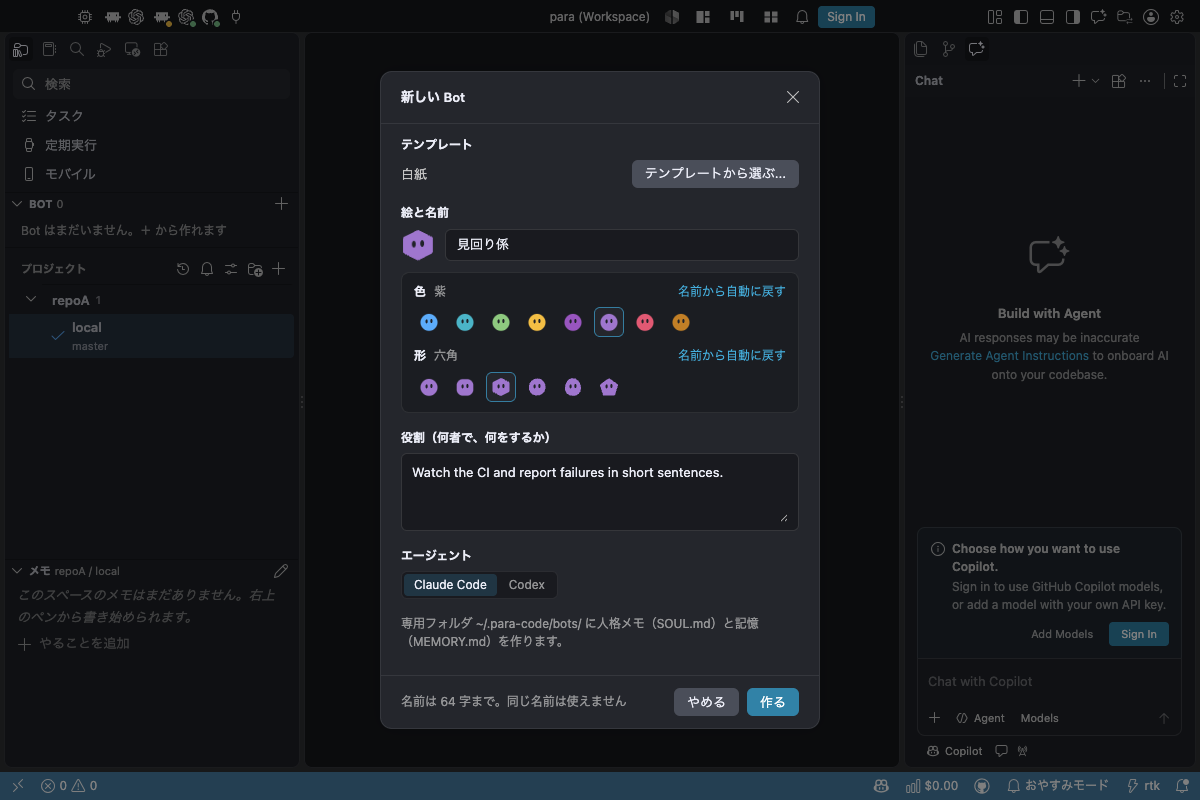 para (Workspace)
Sign In
検索
タスク
定期実行
モバイル
BOT 0
Bot はまだいません。＋ から作れます
プロジェクト
repoA 1
local
master
メモ repoA / local
このスペースのメモはまだありません。右上
のペンから書き始められます。
やることを追加
新しい Bot
テンプレート
白紙
テンプレートから選ぶ...
絵と名前
見回り係
色 紫
名前から自動に戻す
形 六角
名前から自動に戻す
役割（何者で、何をするか）
Watch the CI and report failures in short sentences.
エージェント
Claude Code
Codex
専用フォルダ ~/.para-code/bots/ に人格メモ（SOUL.md）と記憶
（MEMORY.md）を作ります。
名前は 64 字まで。同じ名前は使えません
やめる
作る
Chat
Build with Agent
AI responses may be inaccurate
Generate Agent Instructions to onboard AI
onto your codebase.
Choose how you want to use
Copilot.
Sign in to use GitHub Copilot models,
or add a model with your own API key.
Add Models
Sign In
Chat with Copilot
Agent
Models
Copilot
0
0
$0.00
おやすみモード
rtk